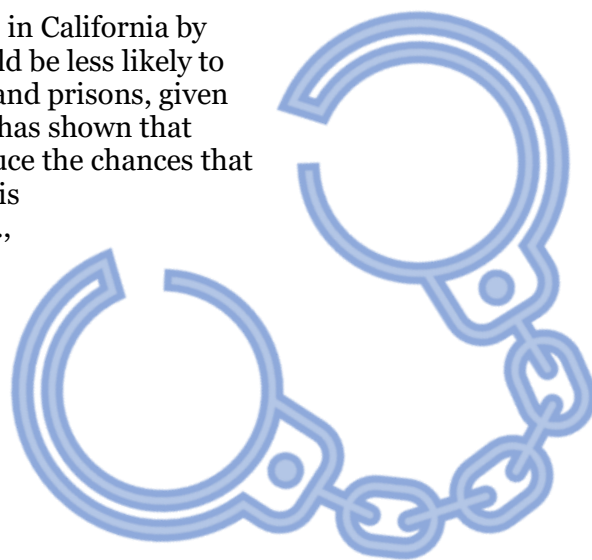 in California by
ld be less likely to
and prisons, given
has shown that
uce the chances that
is
.,